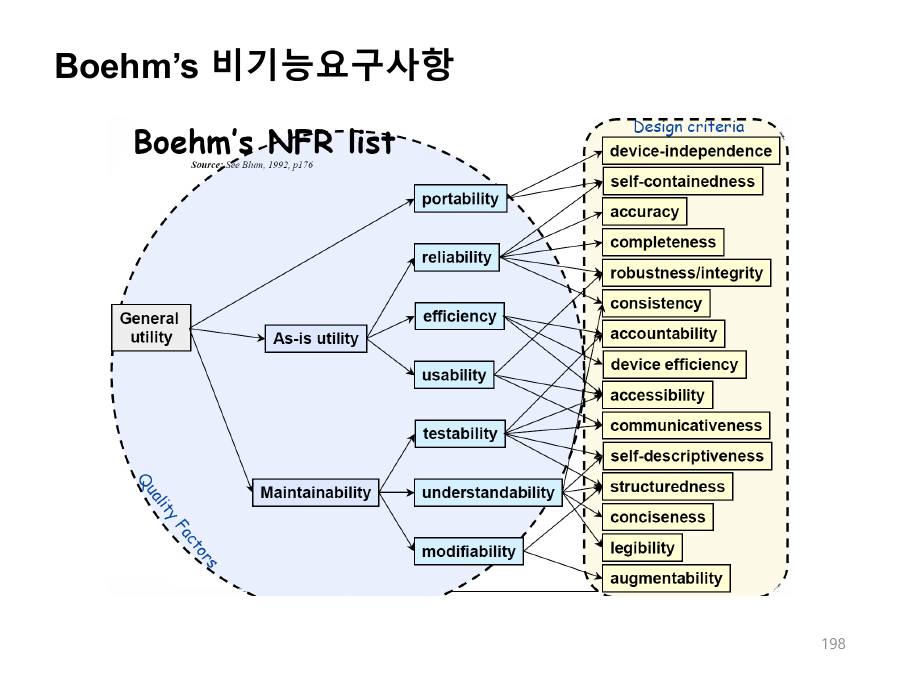 Boehm’s 비기능요구사항
Boehm’s NFR list
Source: See Blum, 1992, p176
Design criteria
device-independence
self-containedness
accuracy
completeness
robustness/integrity
consistency
accountability
device efficiency
accessibility
communicativeness
self-descriptiveness
structuredness
conciseness
legibility
augmentability
portability
reliability
efficiency
usability
testability
understandability
modifiability
As-is utility
Maintainability
General
utility
Quality Factors
198